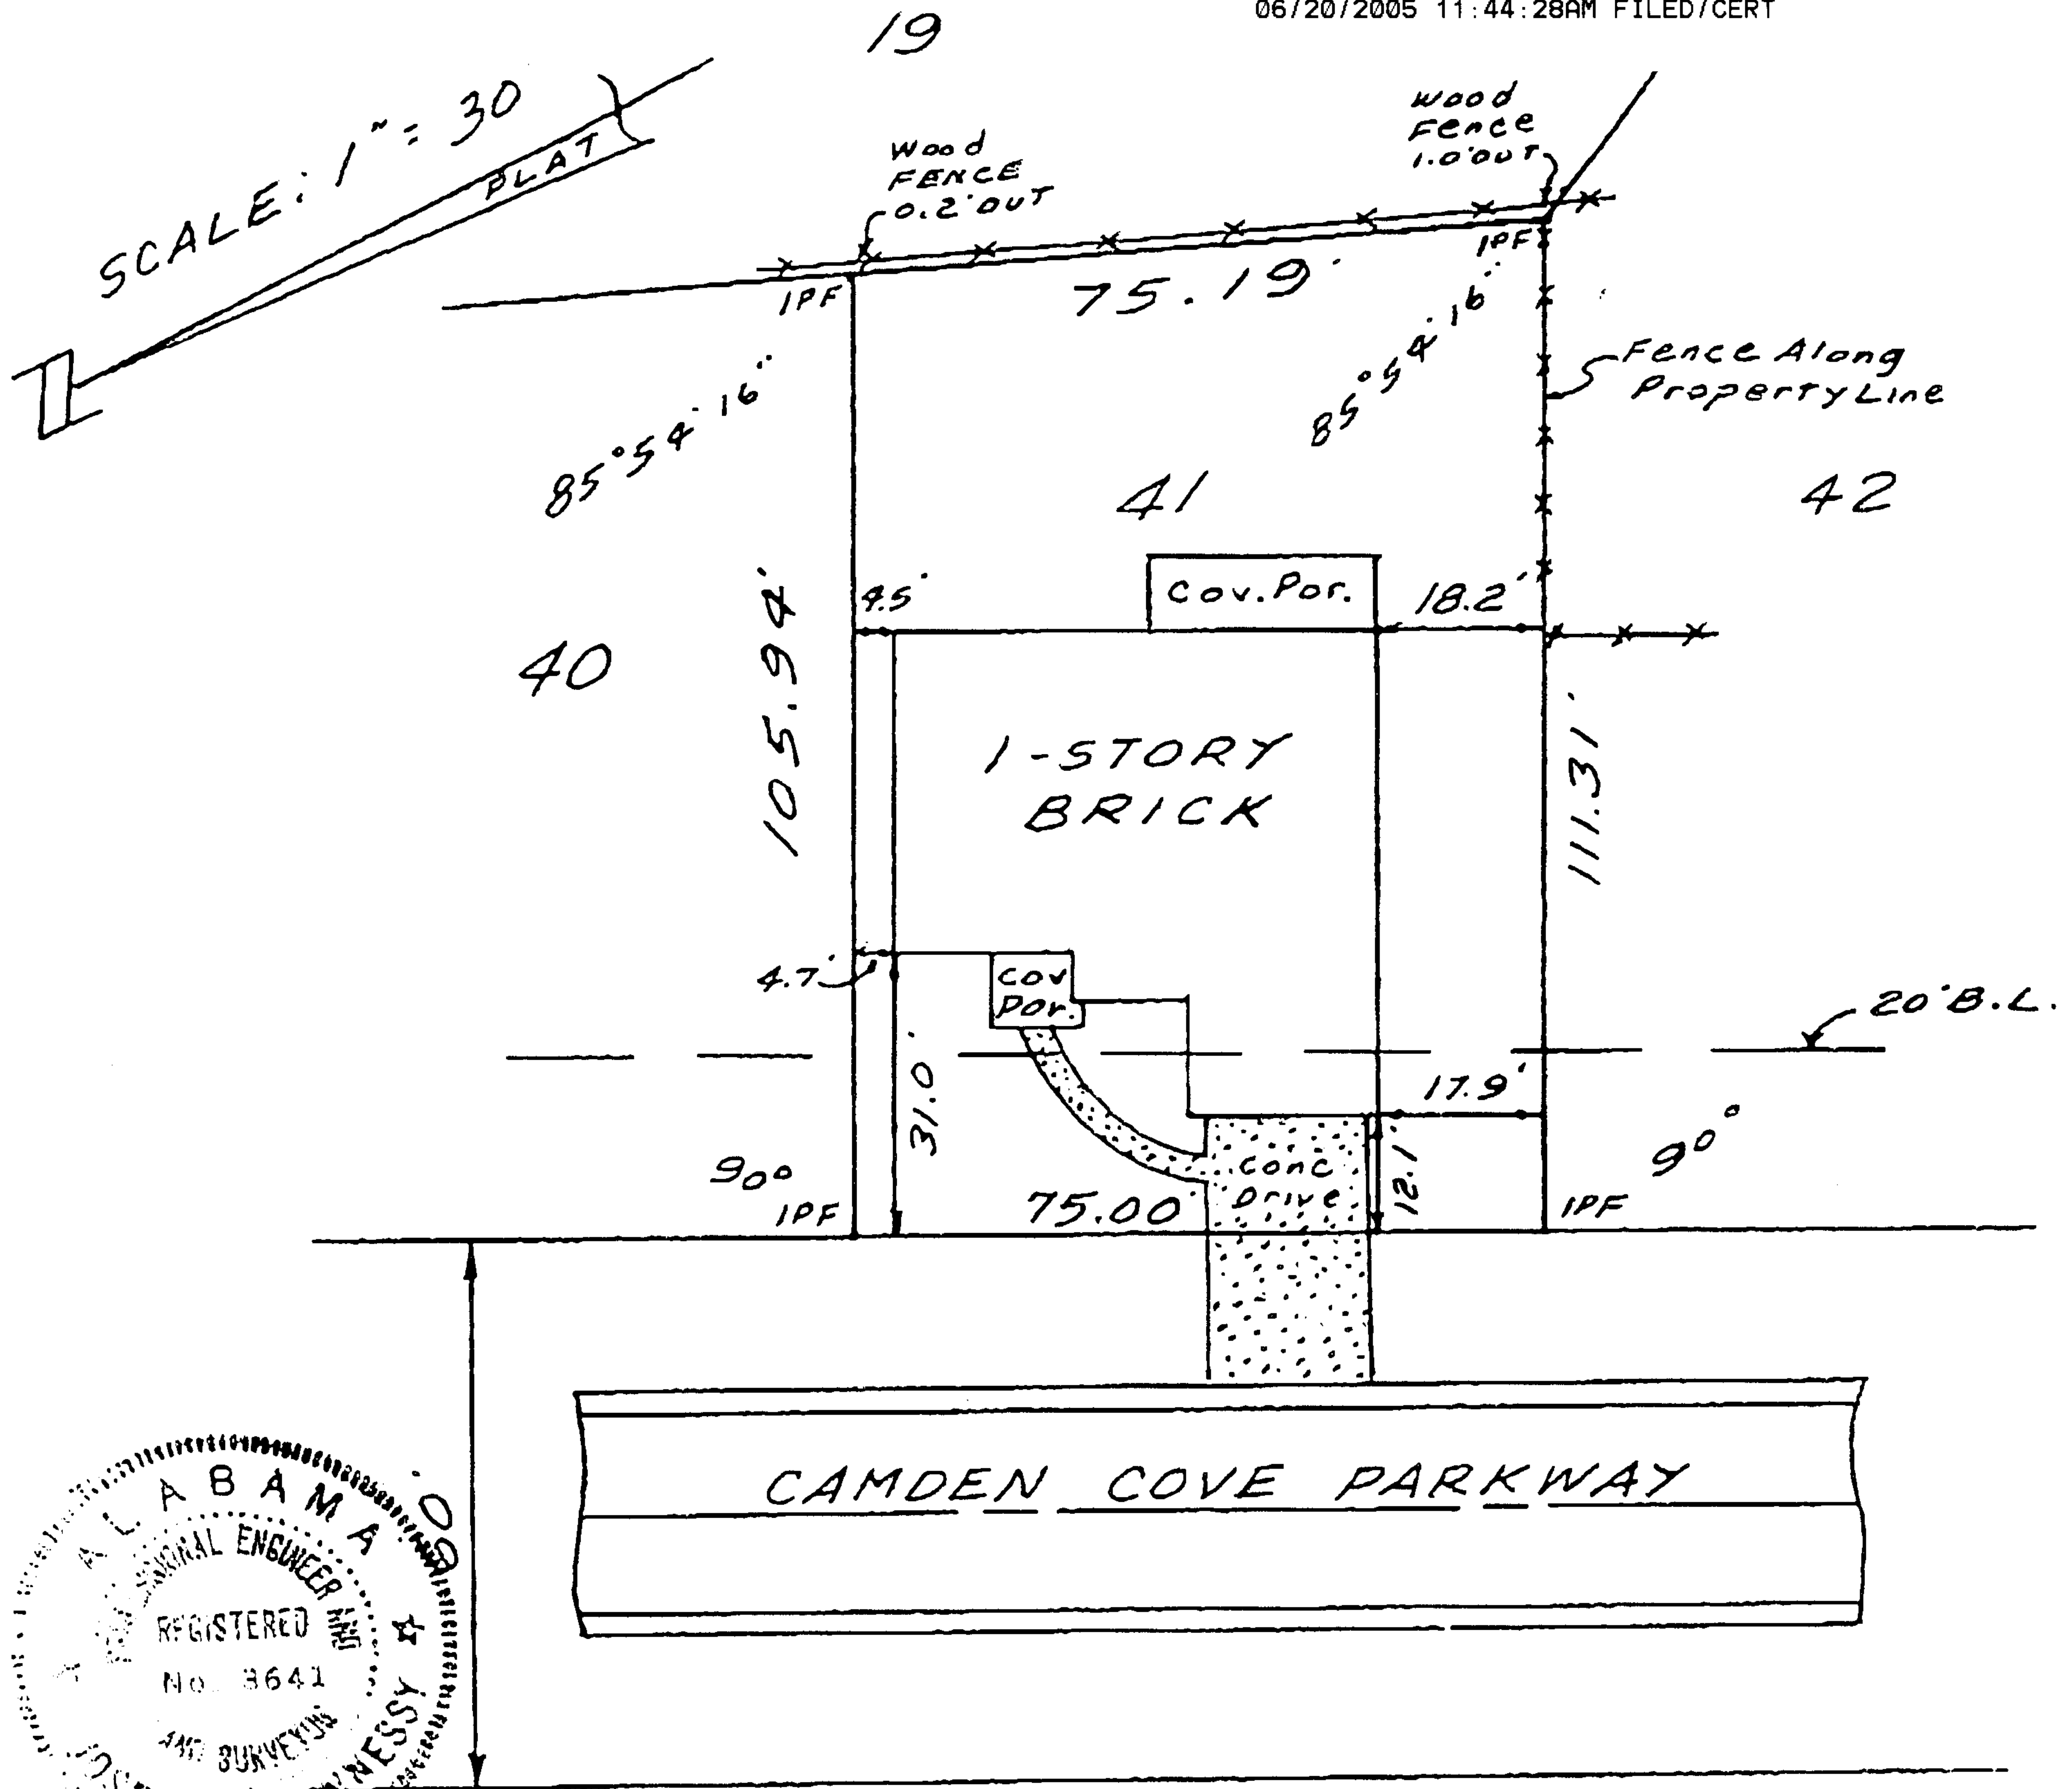 06/20/2005 11:44:28AM FILED/CERT
19
SCALE: 1" = 30
PLAT
Wood
FENCE
0.2' OUT
Wood
Fence
1.0' OUT
IPF
IPF
75.19'
85°54'16"
85°54'16"
Fence Along
Property Line
41
42
40
4.5'
Cov. Por.
18.2'
105.94'
1-STORY
BRICK
111.31'
4.7'
Cov
Por.
20' B.L.
31.0'
17.9'
90°
90°
Conc
Drive
12.1'
75.00'
IPF
IPF
CAMDEN COVE PARKWAY
ALABAMA
ENGINEER
REGISTERED
No. 3641
SURVEYOR